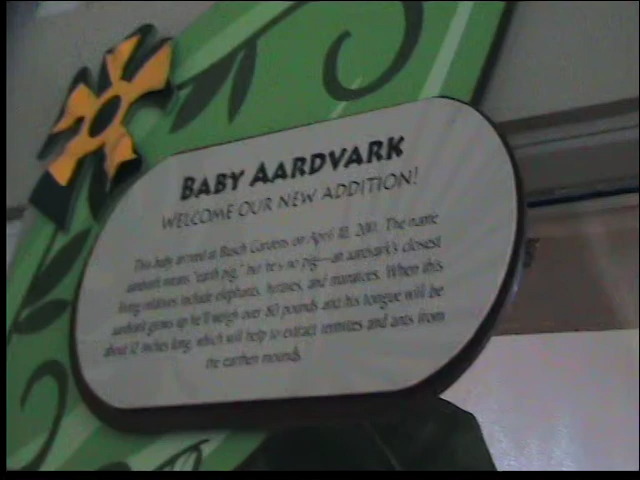 BABY AARDVARK
WELCOME OUR NEW ADDITION!
This baby arrived at Busch Gardens on April 18, The name
aardvark means "earth pig," but he's no pig—an aardvark's closest
living relatives include elephants, hyraxes, and manatees. When this
aardvark grows up he'll weigh over 80 pounds and his tongue will be
about 12 inches long, which will help to extract termites and ants from
the earthen mounds.